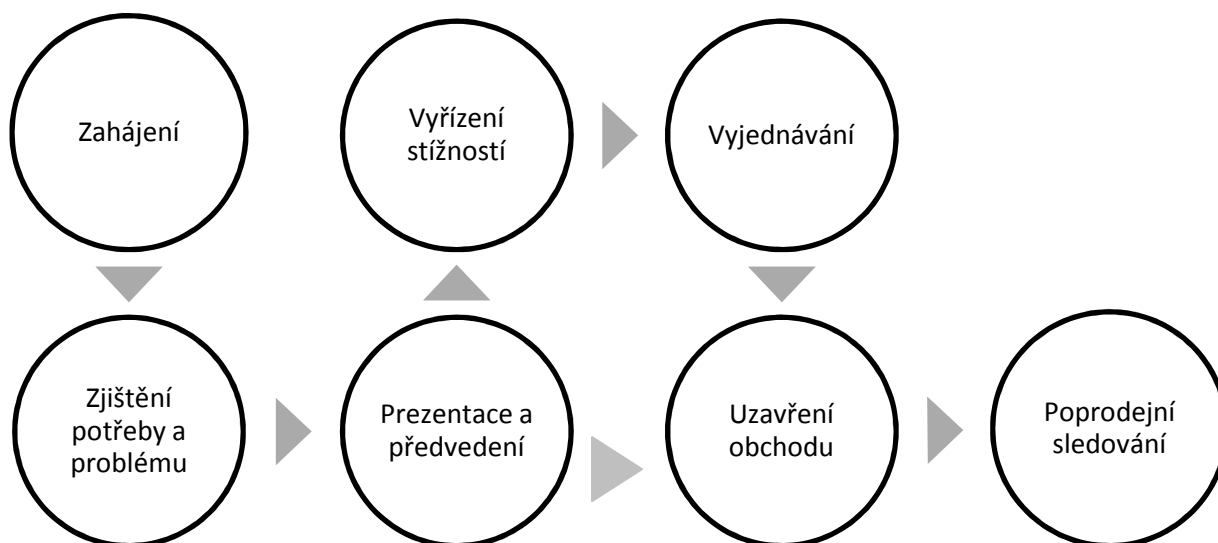 Zahájení
Vyřízení
stížností
Vyjednávání
Zjištění
potřeby a
problému
Prezentace a
předvedení
Uzavření
obchodu
Poprodejní
sledování